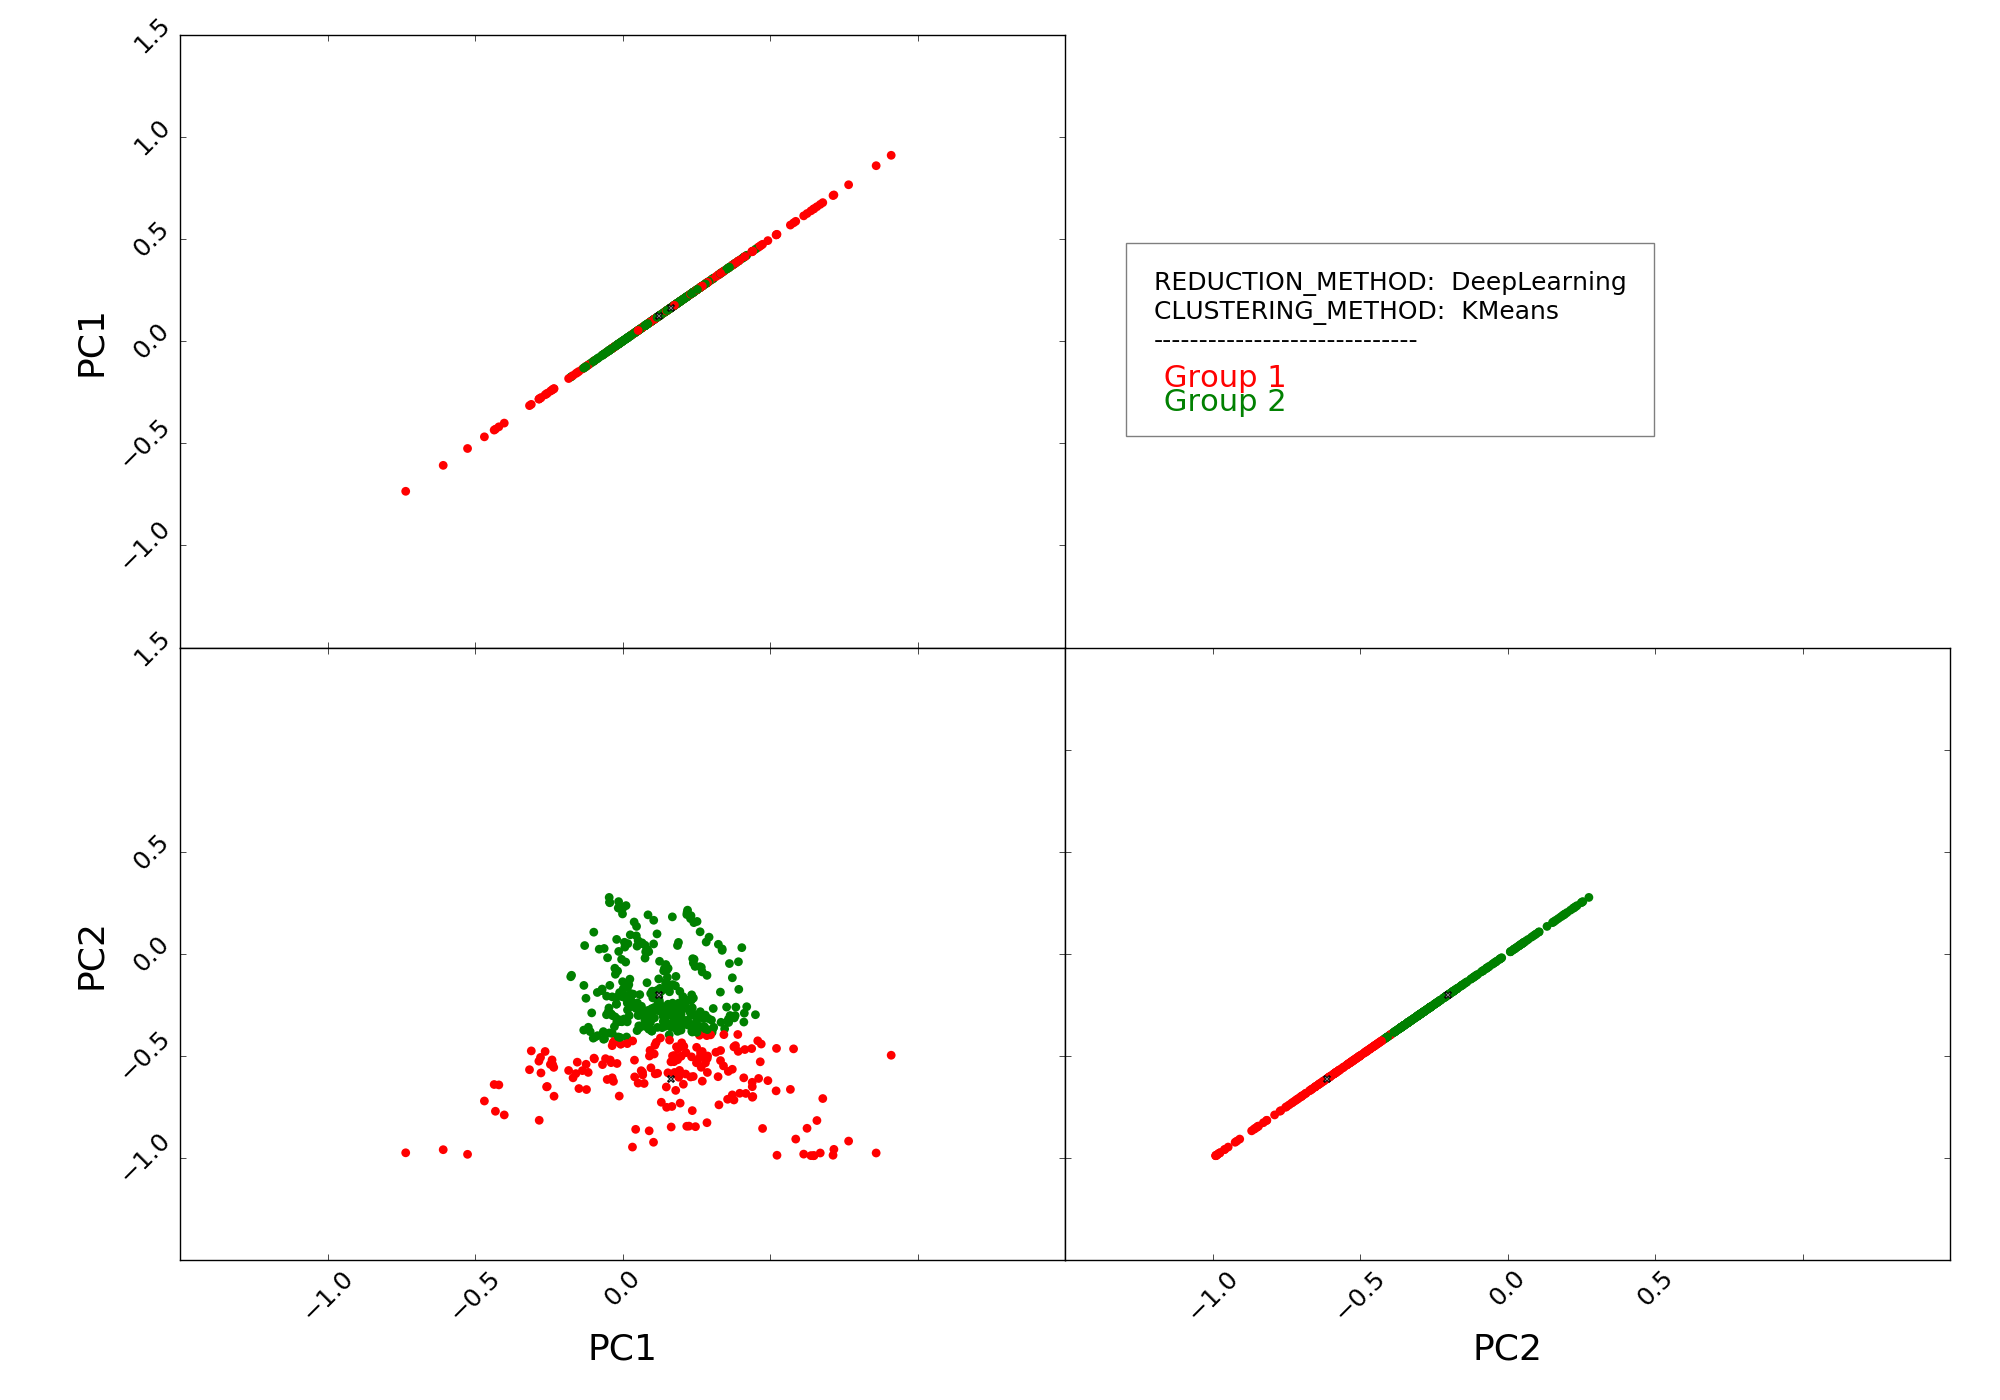 1.5
1.0
0.5
0.0
−0.5
−1.0
PC1
REDUCTION_METHOD:  DeepLearning
CLUSTERING_METHOD:  KMeans
-----------------------------
Group 1
Group 2
1.5
0.5
0.0
−0.5
−1.0
PC2
−1.0
−0.5
0.0
PC1
−1.0
−0.5
0.0
0.5
PC2